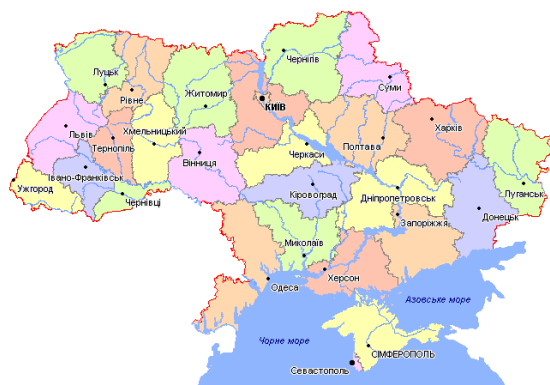 Чернігів
Луцьк
Рівне
Житомир
Суми
КИЇВ
Львів
Тернопіль
Хмельницький
Харків
Полтава
Черкаси
Вінниця
Івано-Франківськ
Ужгород
Чернівці
Кіровоград
Дніпропетровськ
Луганськ
Донецьк
Запоріжжя
Миколаїв
Одеса
Херсон
Азовське море
Чорне море
СІМФЕРОПОЛЬ
Севастополь